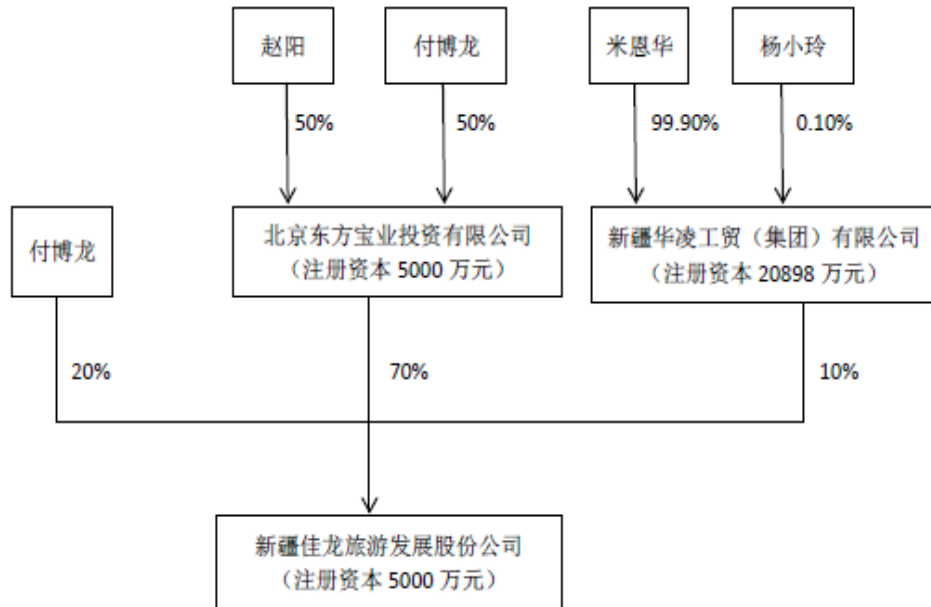 赵阳
付博龙
米恩华
杨小玲
50%
50%
99.90%
0.10%
付博龙
北京东方宝业投资有限公司
（注册资本 5000 万元）
新疆华凌工贸（集团）有限公司
（注册资本 20898 万元）
20%
70%
10%
新疆佳龙旅游发展股份公司
（注册资本 5000 万元）